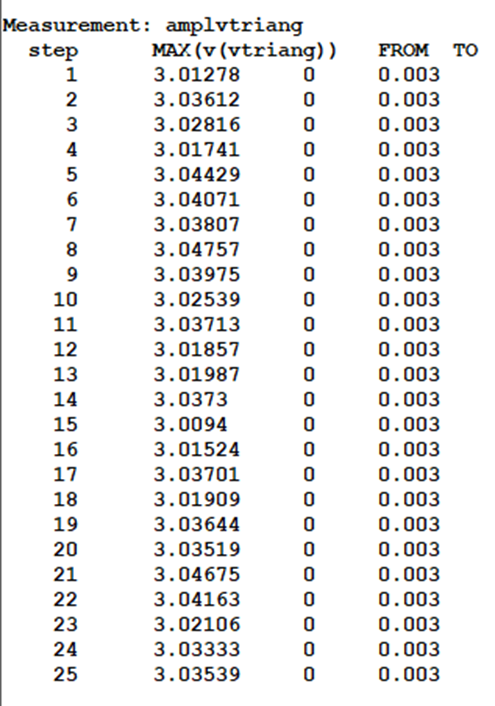 Measurement: amplvtriang
step MAX(v(vtriang)) FROM TO
1 3.01278 0 0.003
2 3.03612 0 0.003
3 3.02816 0 0.003
4 3.01741 0 0.003
5 3.04429 0 0.003
6 3.04071 0 0.003
7 3.03807 0 0.003
8 3.04757 0 0.003
9 3.03975 0 0.003
10 3.02539 0 0.003
11 3.03713 0 0.003
12 3.01857 0 0.003
13 3.01987 0 0.003
14 3.0373 0 0.003
15 3.0094 0 0.003
16 3.01524 0 0.003
17 3.03701 0 0.003
18 3.01909 0 0.003
19 3.03644 0 0.003
20 3.03519 0 0.003
21 3.04675 0 0.003
22 3.04163 0 0.003
23 3.02106 0 0.003
24 3.03333 0 0.003
25 3.03539 0 0.003